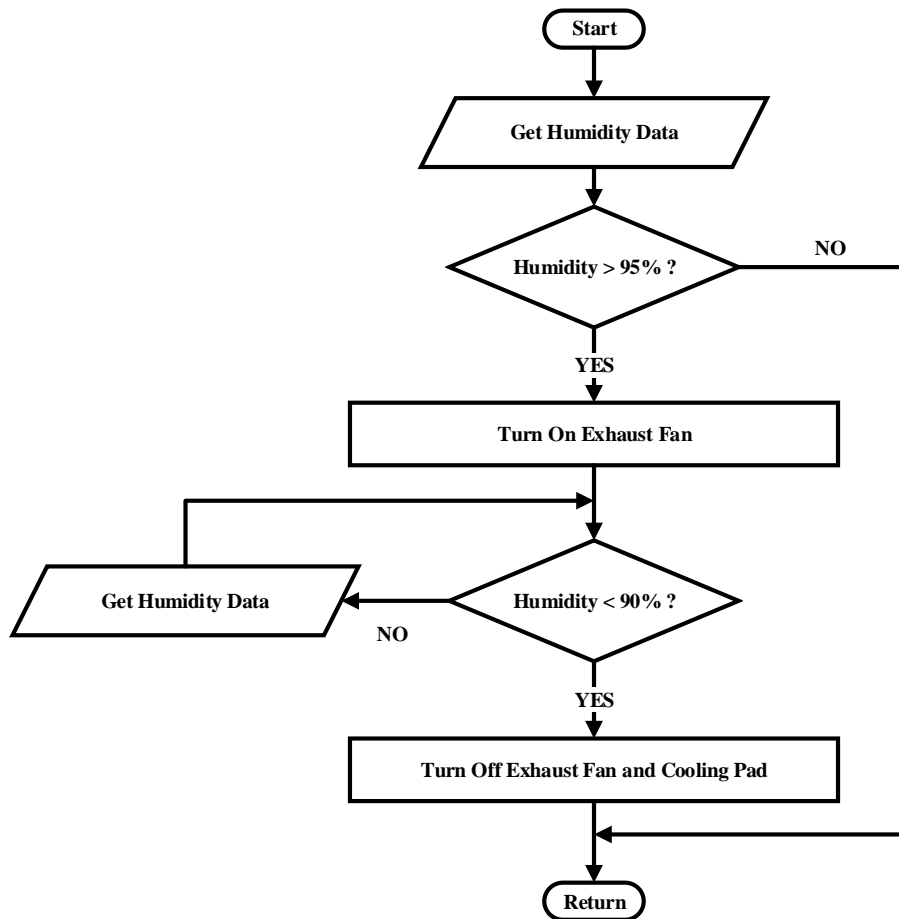 Start
Get Humidity Data
Humidity > 95% ?
NO
YES
Turn On Exhaust Fan
Get Humidity Data
Humidity < 90% ?
NO
YES
Turn Off Exhaust Fan and Cooling Pad
Return